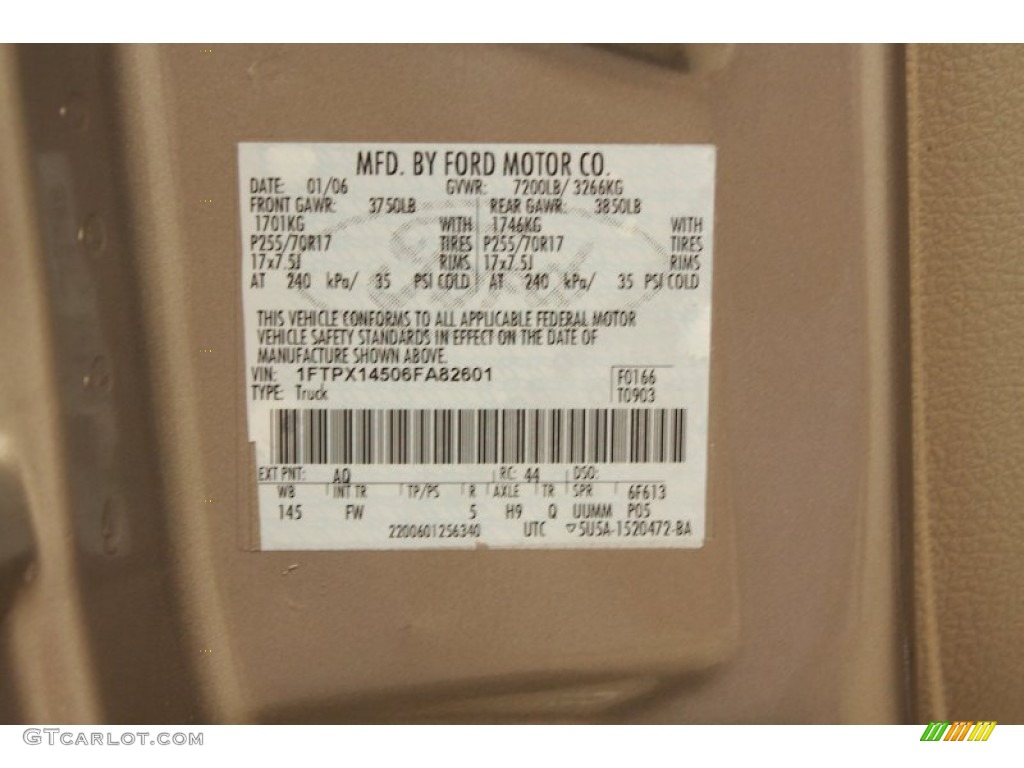 MFD. BY FORD MOTOR CO.
DATE: 01/06 GVWR: 7200LB/ 3266KG
FRONT GAWR: 3750LB REAR GAWR: 3850LB
1701KG WITH 1746KG WITH
P255/70R17 TIRES P255/70R17 TIRES
17x7.5J RIMS 17x7.5J RIMS
AT 240 kPa/ 35 PSI COLD AT 240 kPa/ 35 PSI COLD
THIS VEHICLE CONFORMS TO ALL APPLICABLE FEDERAL MOTOR
VEHICLE SAFETY STANDARDS IN EFFECT ON THE DATE OF
MANUFACTURE SHOWN ABOVE.
VIN: 1FTPX14506FA82601 F0166
TYPE: Truck T0903
EXT PNT: AQ RC: 44 DSO:
WB INT TR TP/PS R AXLE TR SPR 6F613
145 FW 5 H9 Q UUMM P05
2200601256340 UTC ▽5U5A-1520472-BA
GTCarlot.com